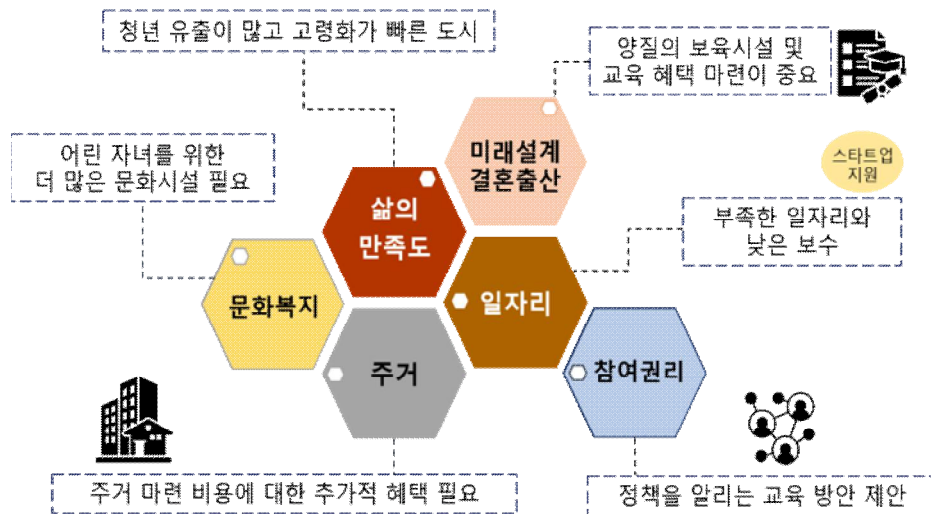 청년 유출이 많고 고령화가 빠른 도시
양질의 보육시설 및
교육 혜택 마련이 중요
미래설계
결혼출산
스타트업
지원
어린 자녀를 위한
더 많은 문화시설 필요
삶의
만족도
부족한 일자리와
낮은 보수
문화복지
일자리
주거
참여권리
주거 마련 비용에 대한 추가적 혜택 필요
정책을 알리는 교육 방안 제안